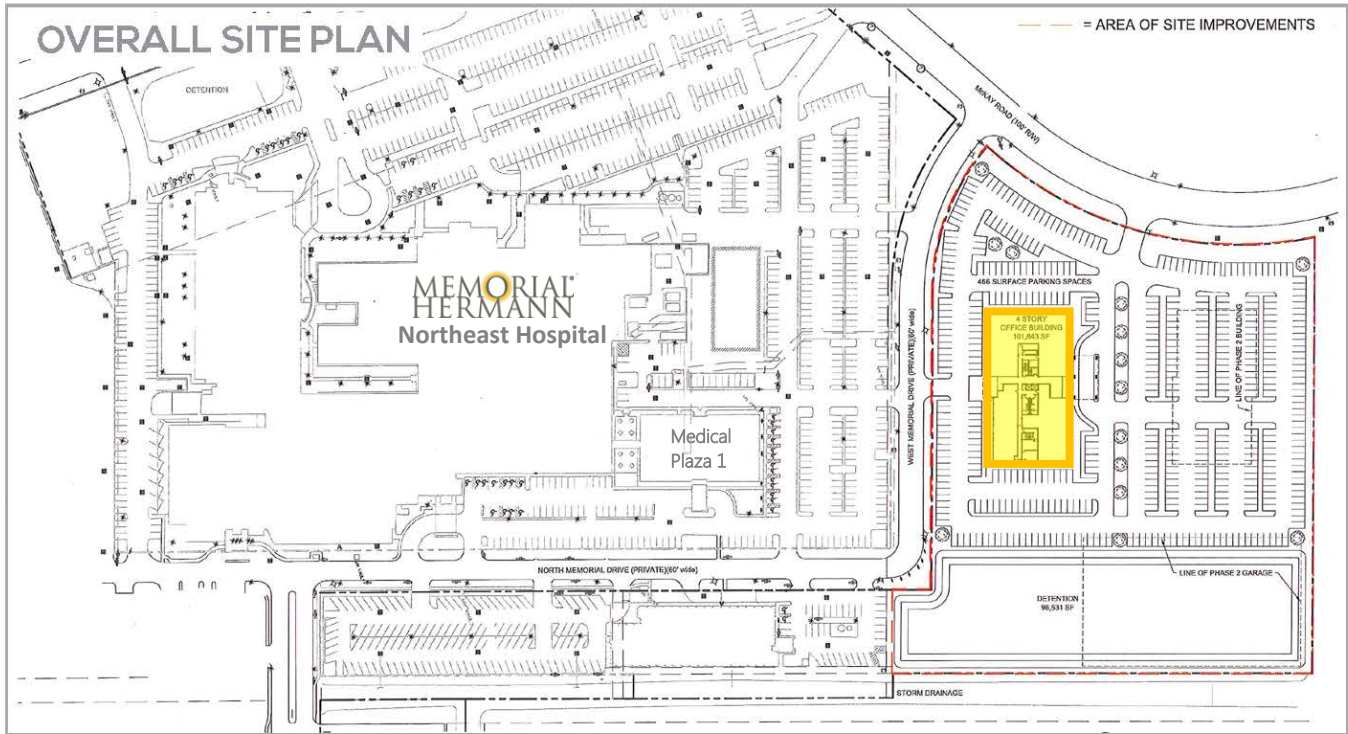 OVERALL SITE PLAN
= AREA OF SITE IMPROVEMENTS
DETENTION
McKAY ROAD (100' RAW)
MEMORIAL
HERMANN
Northeast Hospital
466 SURFACE PARKING SPACES
4 STORY
OFFICE BUILDING
101,643 SF
LINE OF PHASE 2 BUILDING
WEST MEMORIAL DRIVE (PRIVATE)(60' wide)
Medical
Plaza 1
NORTH MEMORIAL DRIVE (PRIVATE)(60' wide)
LINE OF PHASE 2 GARAGE
DETENTION
96,531 SF
STORM DRAINAGE